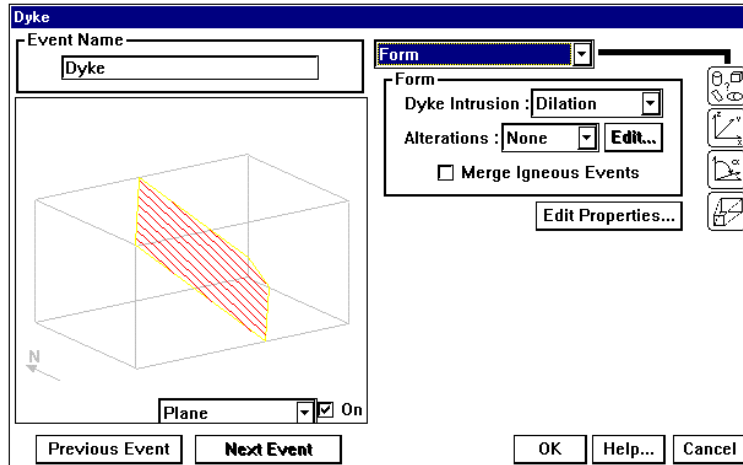 Dyke
Event Name
Dyke
Form
Form
Dyke Intrusion : Dilation
Alterations : None Edit...
Merge Igneous Events
Edit Properties...
N
Plane On
Previous Event Next Event OK Help... Cancel